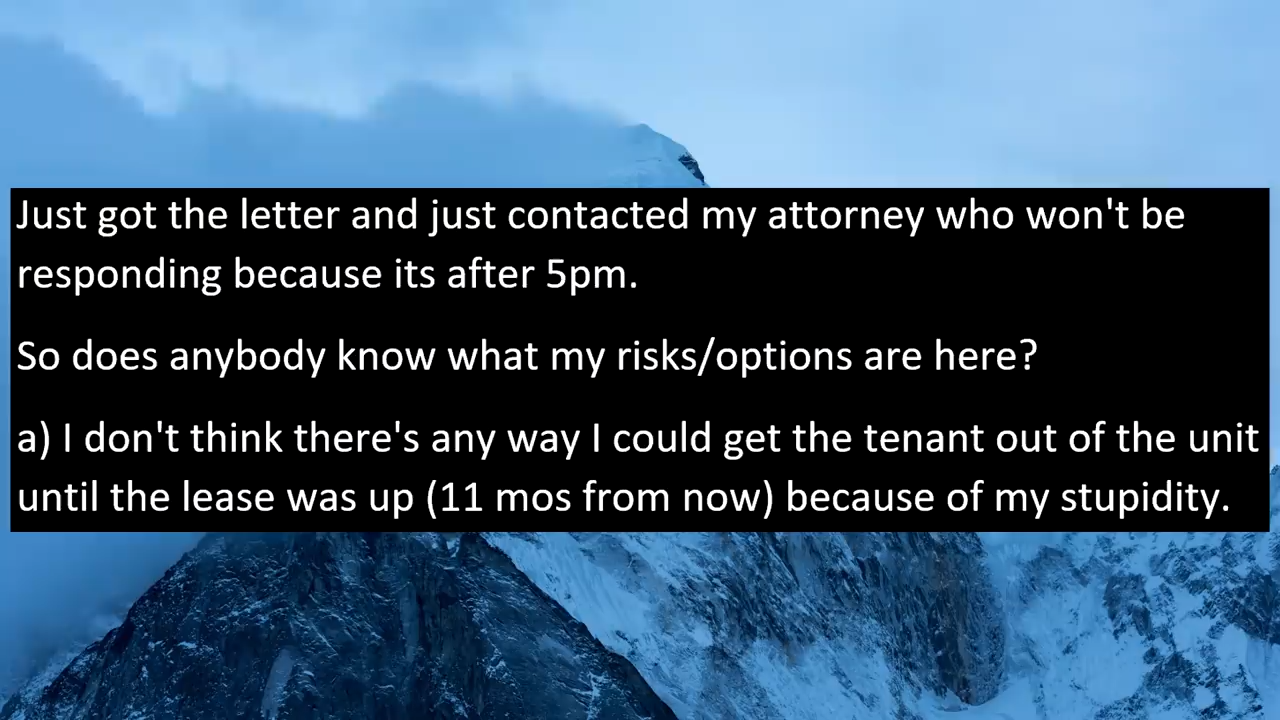 Just got the letter and just contacted my attorney who won't be
responding because its after 5pm.
So does anybody know what my risks/options are here?
a) I don't think there's any way I could get the tenant out of the unit
until the lease was up (11 mos from now) because of my stupidity.